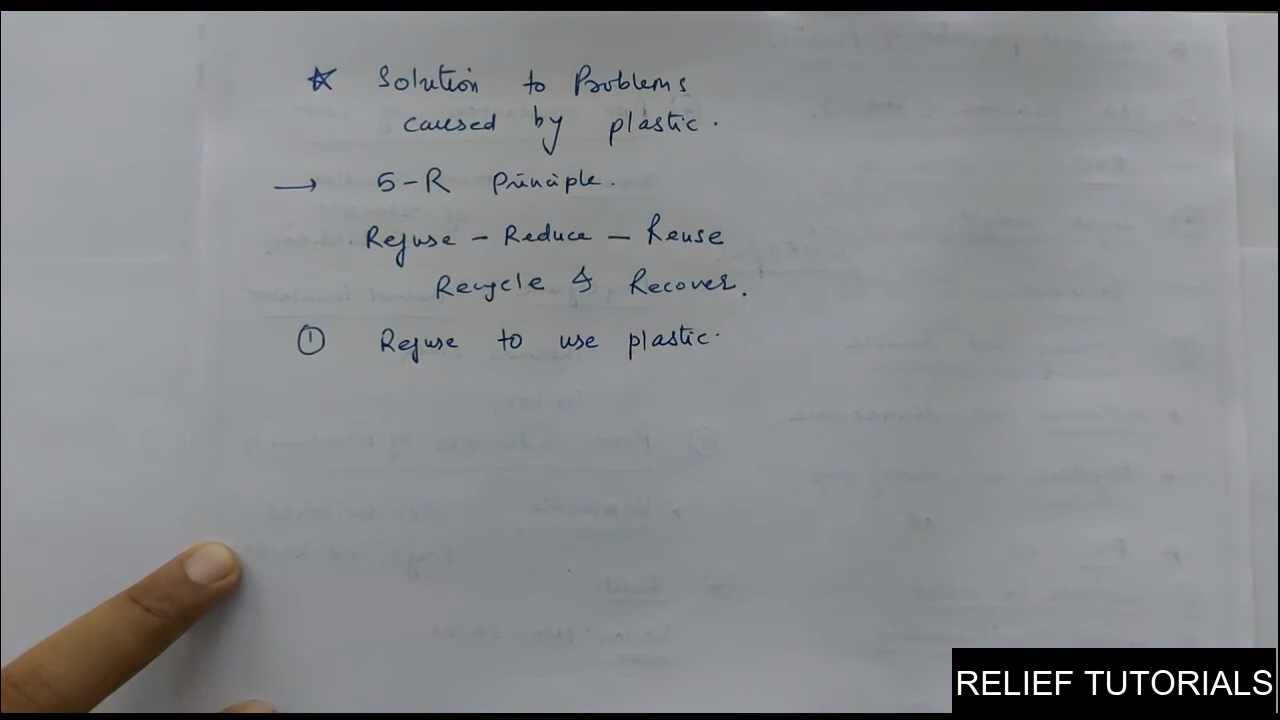 ☆ Solution to Problems
caused by plastic.
→ 5-R Principle.
Refuse - Reduce - Reuse
Recycle & Recover.
① Refuse to use plastic.
RELIEF TUTORIALS